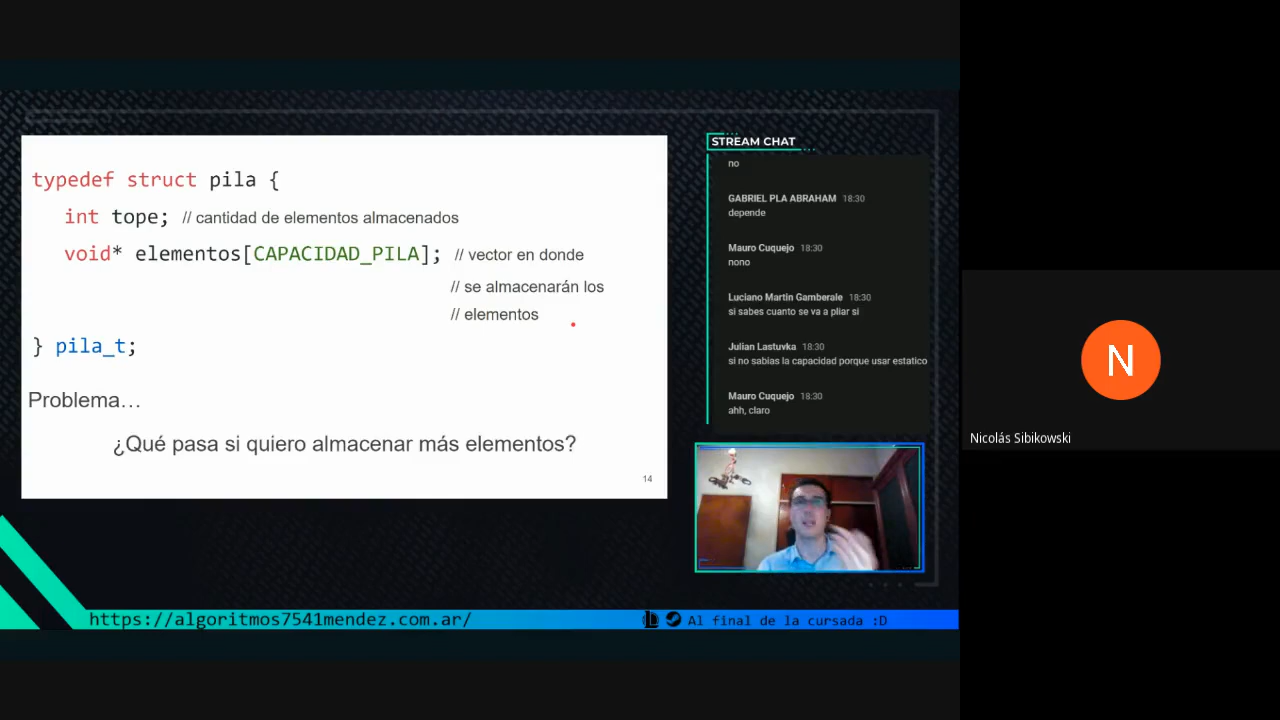 typedef struct pila {
int tope; // cantidad de elementos almacenados
void* elementos[CAPACIDAD_PILA]; // vector en donde
// se almacenarán los
// elementos
} pila_t;
Problema…
¿Qué pasa si quiero almacenar más elementos?
14
STREAM CHAT
no
GABRIEL PLA ABRAHAM 18:30
depende
Mauro Cuquejo 18:30
nono
Luciano Martin Gamberale 18:30
si sabes cuanto se va a pliar si
Julian Lastuvka 18:30
si no sabias la capacidad porque usar estatico
Mauro Cuquejo 18:30
ahh, claro
https://algoritmos7541mendez.com.ar/
Al final de la cursada :D
N
Nicolás Sibikowski